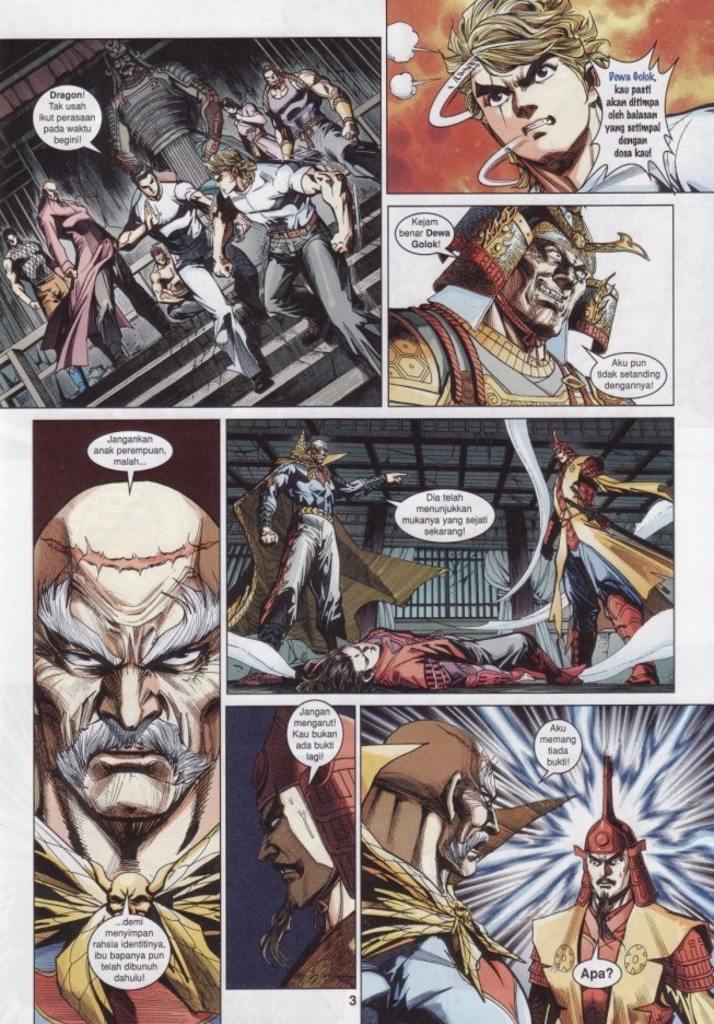 Dragon!
Tak usah
ikut perasaan
pada waktu
begini!
Dewa Golok,
kau pasti
akan ditimpa
oleh balasan
yang setimpal
dengan
dosa kau!
Kejam
benar Dewa
Golok!
Aku pun
tidak setanding
dengannya!
Jangankan
anak perempuan,
malah...
Dia telah
menunjukkan
mukanya yang sejati
sekarang!
...demi
menyimpan
rahsia identitinya,
ibu bapanya pun
telah dibunuh
dahulu!
Jangan
mengarut!
Kau bukan
ada bukti
lagi!
Aku
memang
tiada
bukti!
Apa?
3